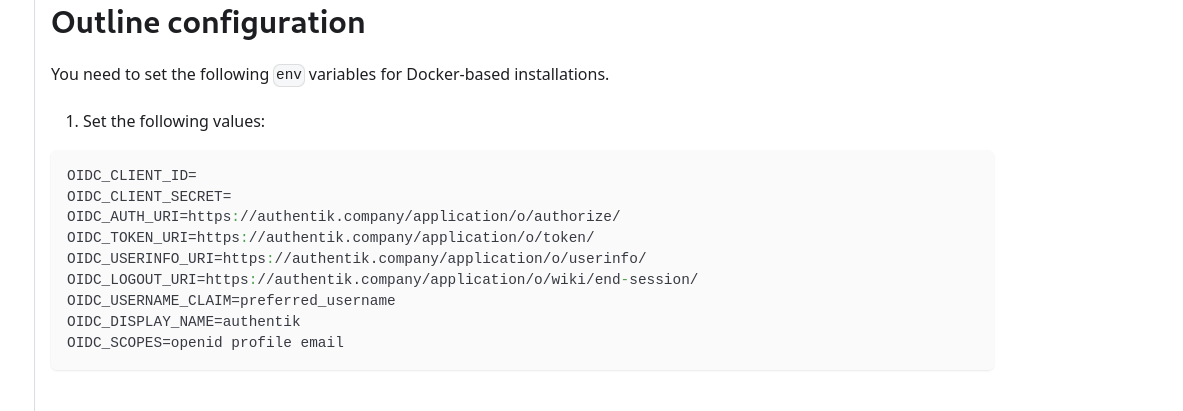 Outline configuration
You need to set the following env variables for Docker-based installations.
1. Set the following values:
OIDC_CLIENT_ID=
OIDC_CLIENT_SECRET=
OIDC_AUTH_URI=https://authentik.company/application/o/authorize/
OIDC_TOKEN_URI=https://authentik.company/application/o/token/
OIDC_USERINFO_URI=https://authentik.company/application/o/userinfo/
OIDC_LOGOUT_URI=https://authentik.company/application/o/wiki/end-session/
OIDC_USERNAME_CLAIM=preferred_username
OIDC_DISPLAY_NAME=authentik
OIDC_SCOPES=openid profile email